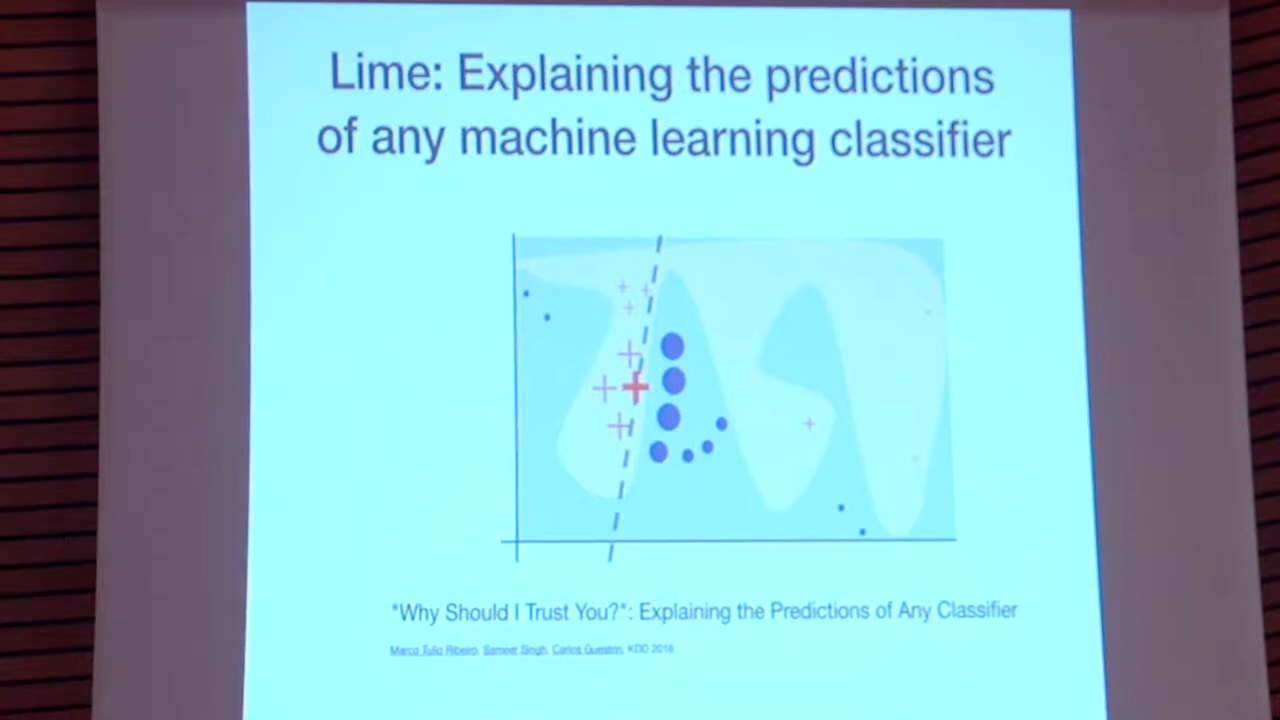 Lime: Explaining the predictions
of any machine learning classifier
"Why Should I Trust You?": Explaining the Predictions of Any Classifier
Marco Tulio Ribeiro, Sameer Singh, Carlos Guestrin, KDD 2016